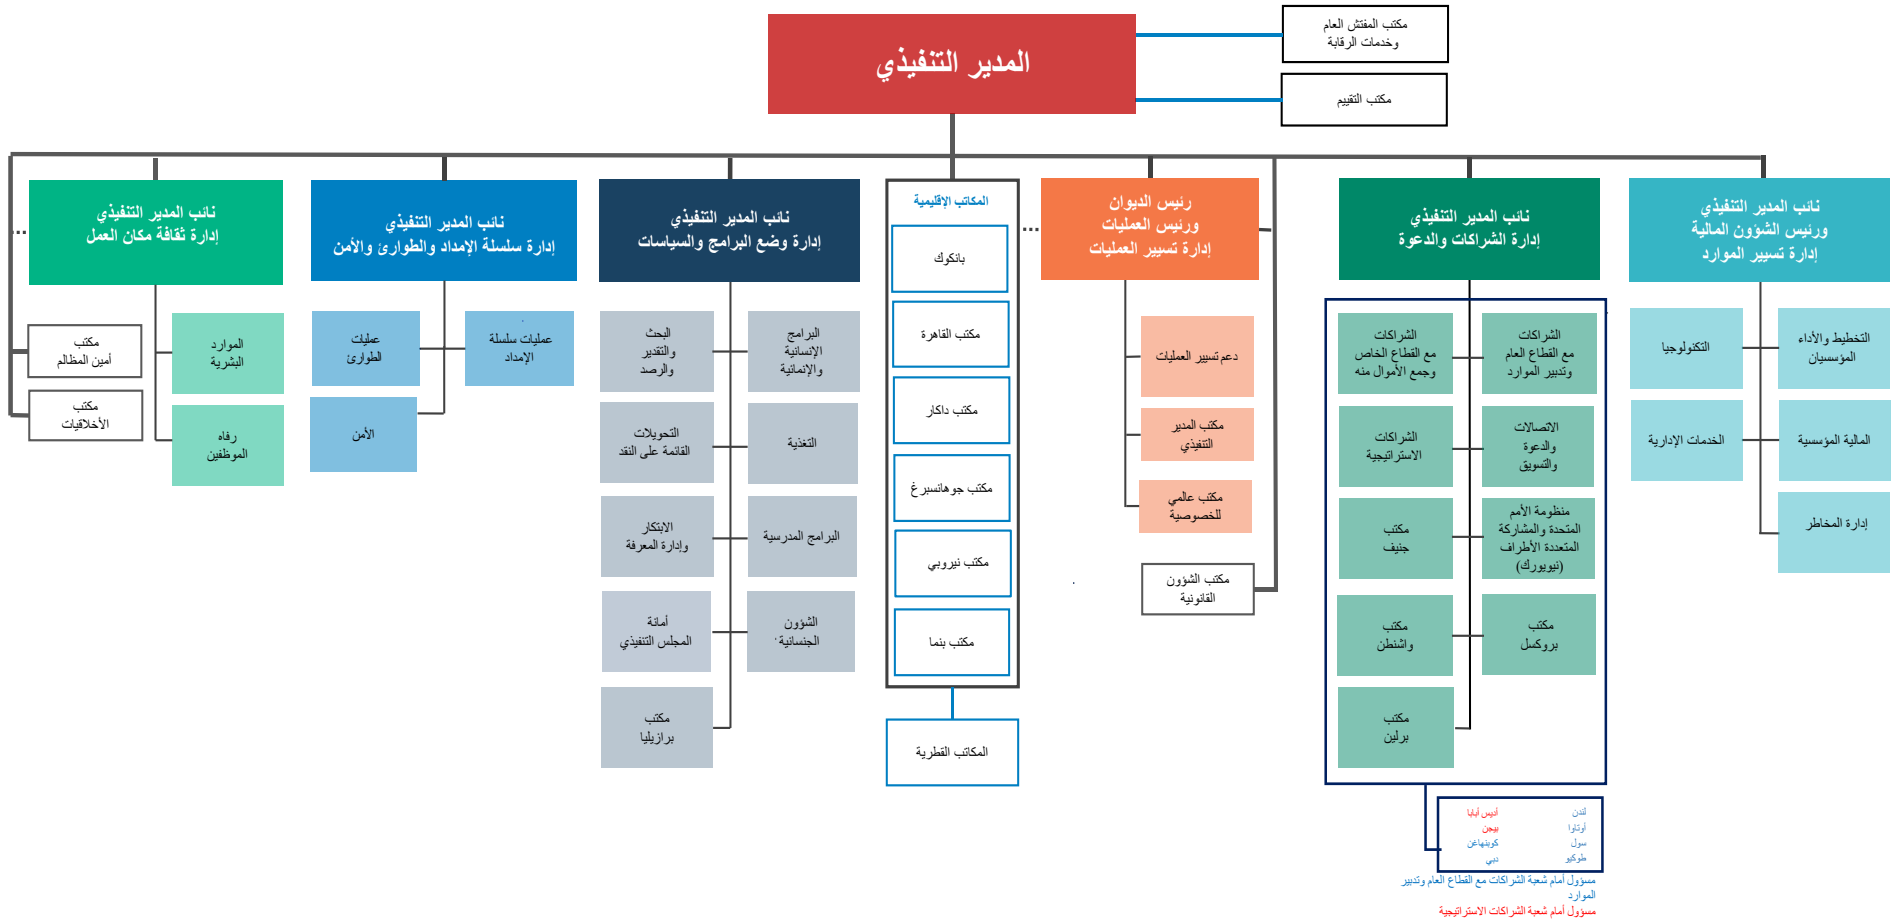 المدير التنفيذي
مكتب المفتش العام
وخدمات الرقابة
مكتب التقييم
نائب المدير التنفيذي
ورئيس الشؤون المالية
إدارة تسيير الموارد
التخطيط والأداء
المؤسسيان
التكنولوجيا
المالية المؤسسية
الخدمات الإدارية
إدارة المخاطر
نائب المدير التنفيذي
إدارة الشراكات والدعوة
الشراكات
مع القطاع العام
وتدبير الموارد
الشراكات
مع القطاع الخاص
وجمع الأموال منه
الاتصالات
والدعوة
والتسويق
الشراكات
الاستراتيجية
منظومة الأمم
المتحدة والمشاركة
المتعددة الأطراف
(نيويورك)
مكتب
جنيف
مكتب
بروكسل
مكتب
واشنطن
مكتب
برلين
لندن
أوتاوا
سول
طوكيو
أديس أبابا
بيجن
كوبنهاغن
دبي
مسؤول أمام شعبة الشراكات مع القطاع العام وتدبير
الموارد
مسؤول أمام شعبة الشراكات الاستراتيجية
رئيس الديوان
ورئيس العمليات
إدارة تسيير العمليات
دعم تسيير العمليات
مكتب المدير
التنفيذي
مكتب عالمي
للخصوصية
مكتب الشؤون
القانونية
المكاتب الإقليمية
بانكوك
مكتب القاهرة
مكتب داكار
مكتب جوهانسبرغ
مكتب نيروبي
مكتب بنما
المكاتب القطرية
نائب المدير التنفيذي
إدارة وضع البرامج والسياسات
البرامج
الإنسانية
والإنمائية
البحث
والتقدير
والرصد
التغذية
التحويلات
القائمة على النقد
البرامج المدرسية
الابتكار
وإدارة المعرفة
الشؤون
الجنسانية
أمانة
المجلس التنفيذي
مكتب
برازيليا
نائب المدير التنفيذي
إدارة سلسلة الإمداد والطوارئ والأمن
عمليات سلسلة
الإمداد
عمليات
الطوارئ
الأمن
نائب المدير التنفيذي
إدارة ثقافة مكان العمل
الموارد
البشرية
رفاه
الموظفين
مكتب
أمين المظالم
مكتب
الأخلاقيات